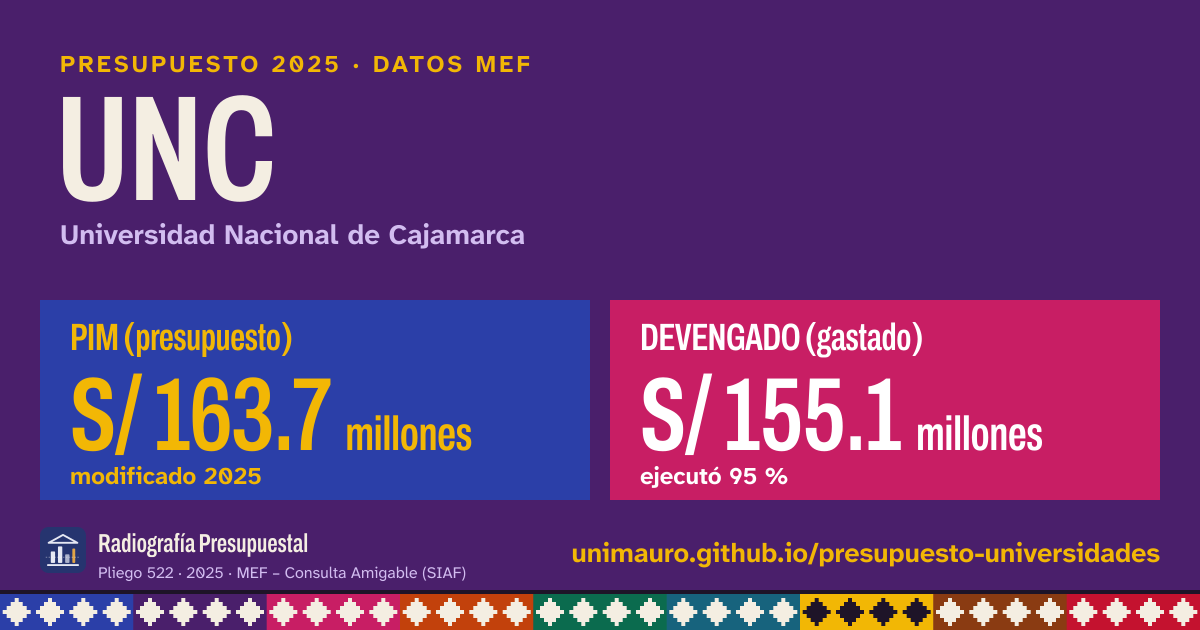 PRESUPUESTO 2025 · DATOS MEF
UNC
Universidad Nacional de Cajamarca
PIM (presupuesto)
S/ 163.7 millones
modificado 2025
DEVENGADO (gastado)
S/ 155.1 millones
ejecutó 95 %
Radiografía Presupuestal
Pliego 522 · 2025 · MEF – Consulta Amigable (SIAF)
unimauro.github.io/presupuesto-universidades